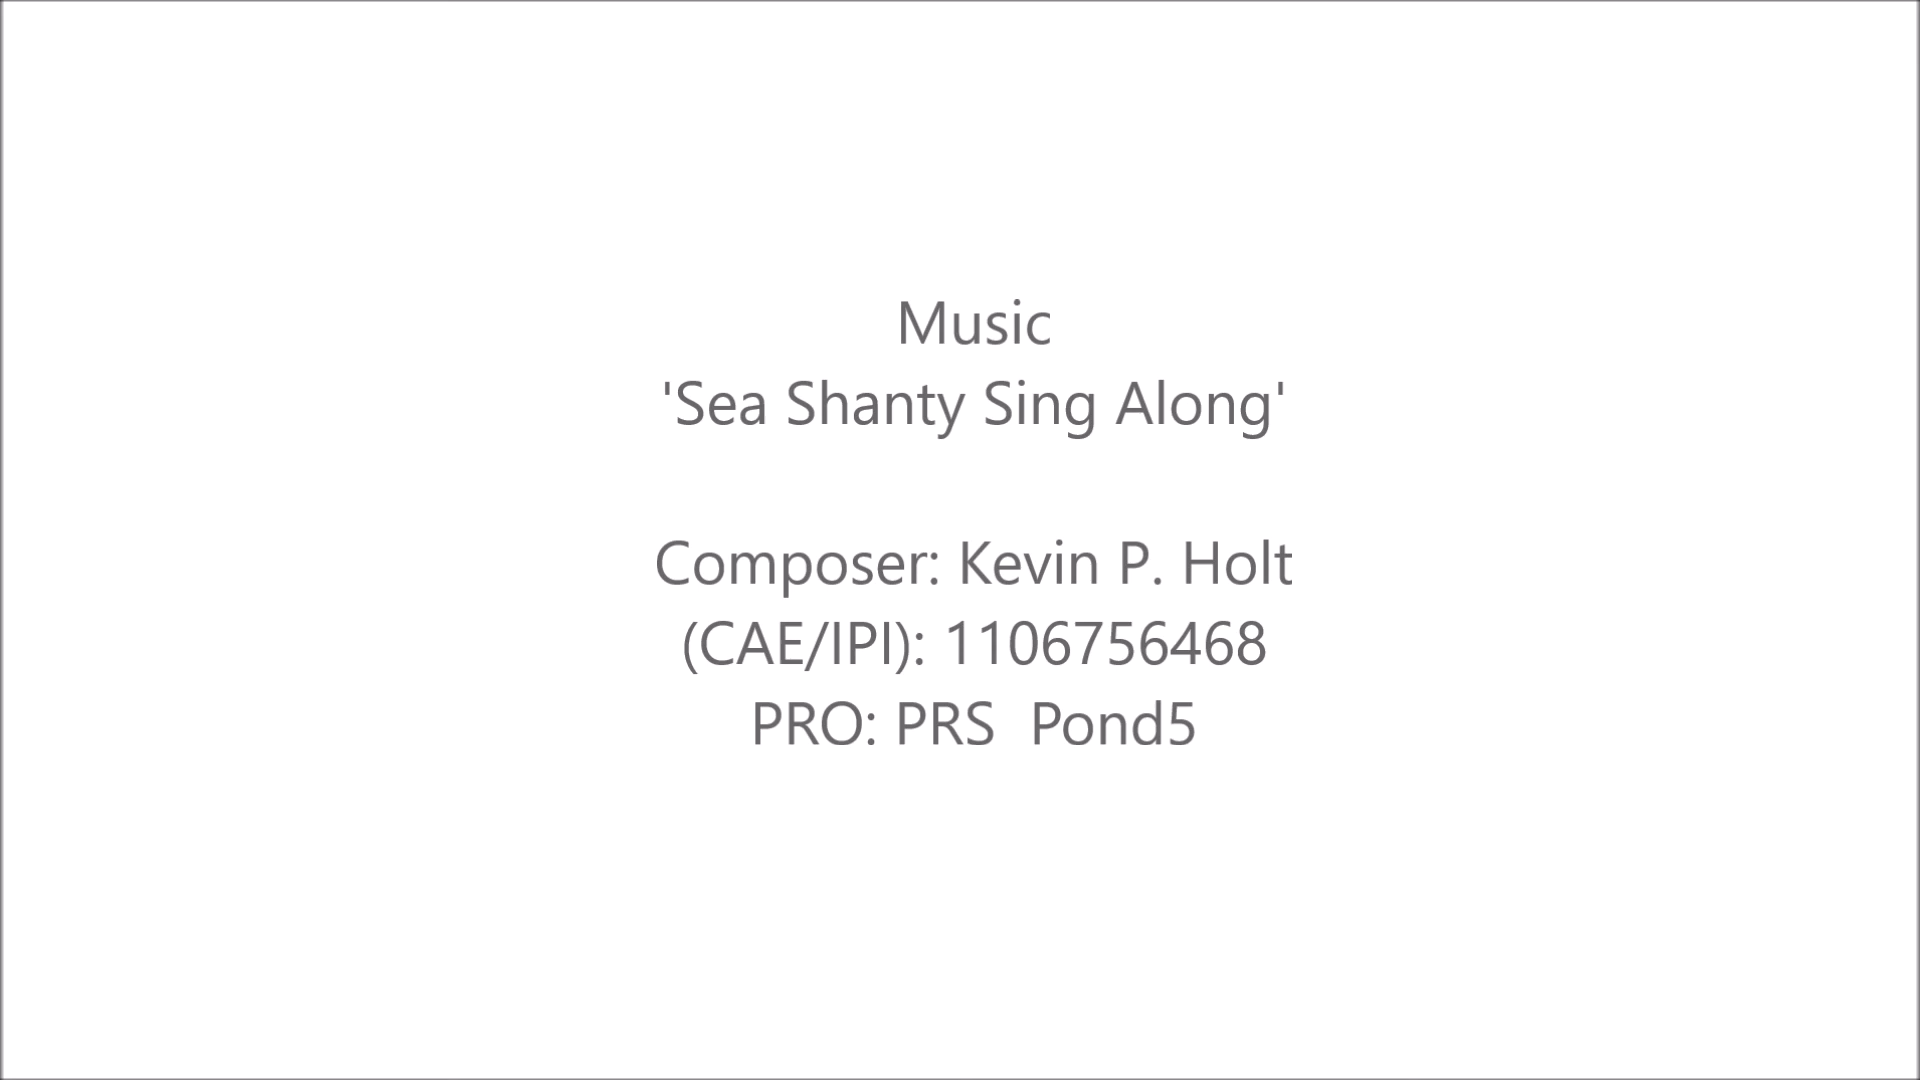 Music
'Sea Shanty Sing Along'
Composer: Kevin P. Holt
(CAE/IPI): 1106756468
PRO: PRS  Pond5